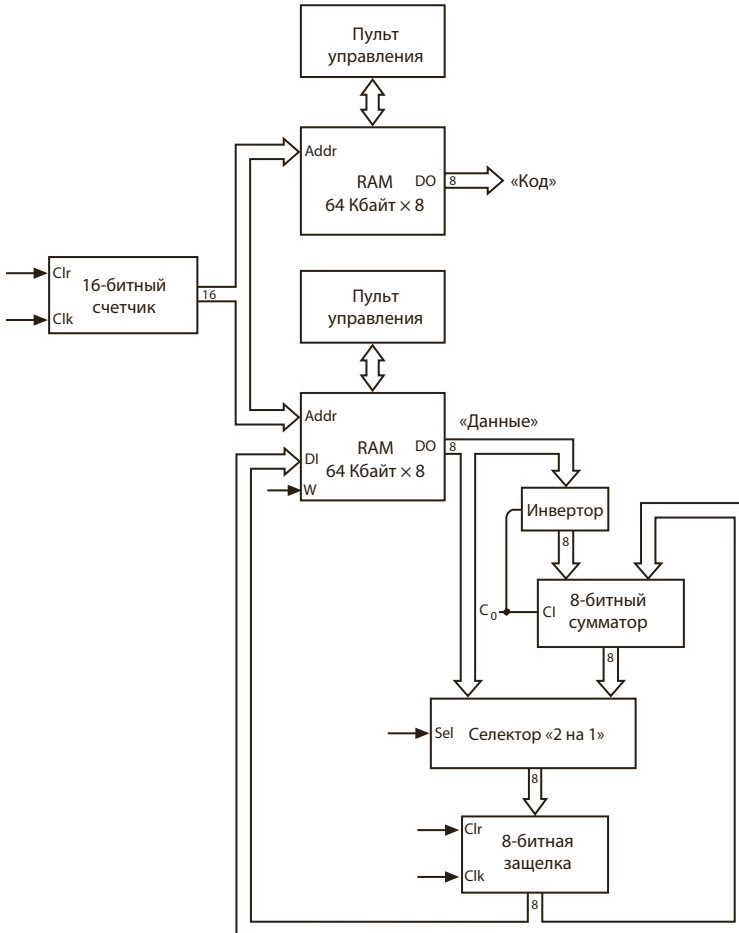 Пульт
управления
Addr
RAM
64 Кбайт × 8
DO
8
«Код»
Clr
16-битный
счетчик
Clk
16
Пульт
управления
Addr
«Данные»
DI
RAM
64 Кбайт × 8
DO
8
W
Инвертор
8
C0
CI
8-битный
сумматор
8
Sel
Селектор «2 на 1»
8
Clr
8-битная
защелка
Clk
8